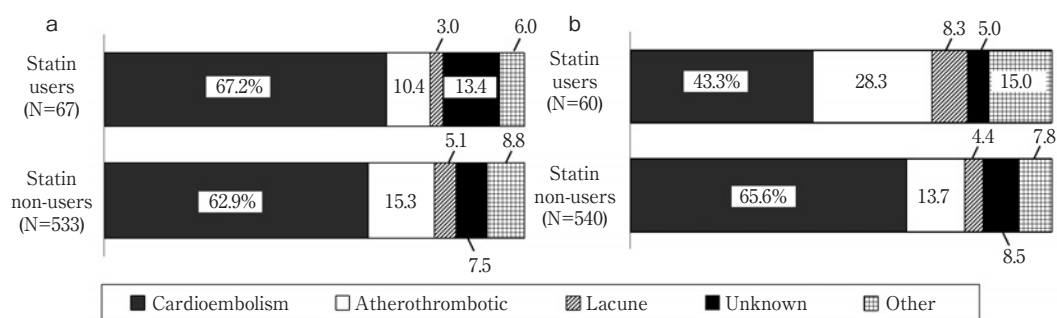 a
3.0 6.0
Statin
users
(N=67)
67.2% 10.4 13.4
5.1 8.8
Statin
non-users
(N=533)
62.9% 15.3
7.5
b
8.3 5.0
Statin
users
(N=60)
43.3% 28.3 15.0
4.4 7.8
Statin
non-users
(N=540)
65.6% 13.7
8.5
Cardioembolism Atherothrombotic Lacune Unknown Other